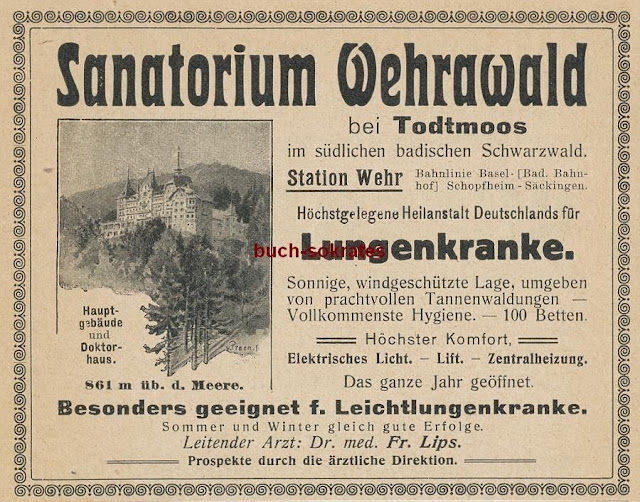 Sanatorium Wehrawald
bei Todtmoos
im südlichen badischen Schwarzwald.
Station Wehr
Bahnlinie Basel-[Bad. Bahn-
hof] Schopfheim-Säckingen.
Höchstgelegene Heilanstalt Deutschlands für
Lungenkranke.
buch-sokrates
Sonnige, windgeschützte Lage, umgeben
von prachtvollen Tannenwaldungen —
Vollkommenste Hygiene. — 100 Betten.
Höchster Komfort,
Elektrisches Licht. — Lift. — Zentralheizung.
Das ganze Jahr geöffnet.
Haupt-
gebäude
und
Doktor-
haus.
861 m üb. d. Meere.
Besonders geeignet f. Leichtlungenkranke.
Sommer und Winter gleich gute Erfolge.
Leitender Arzt: Dr. med. Fr. Lips.
Prospekte durch die ärztliche Direktion.